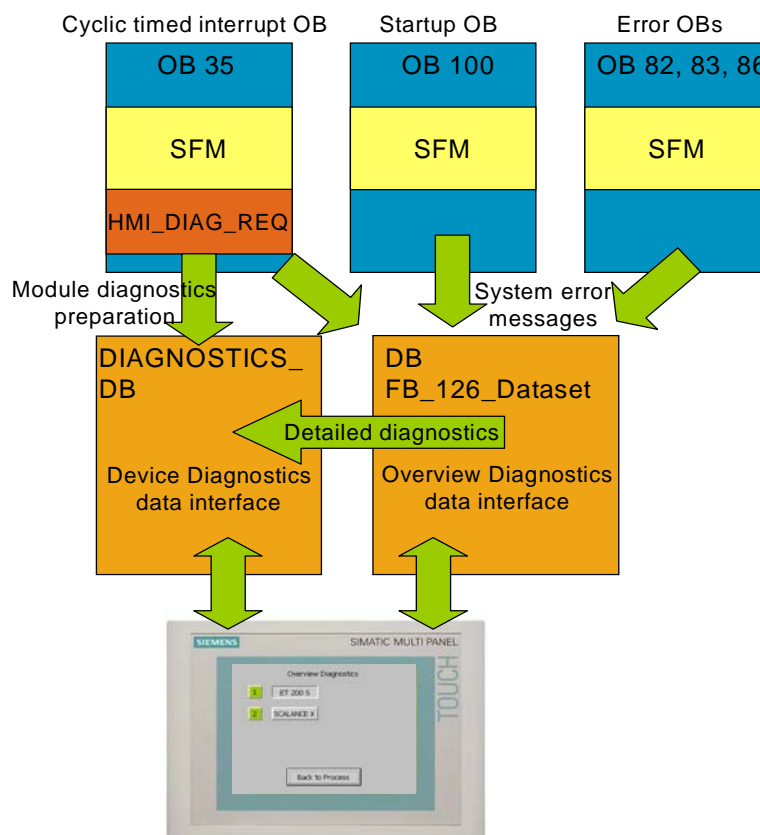 Cyclic timed interrupt OB
Startup OB
Error OBs
OB 35
OB 100
OB 82, 83, 86
SFM
SFM
SFM
HMI_DIAG_REQ
Module diagnostics
preparation
System error
messages
DIAGNOSTICS_
DB
DB
FB_126_Dataset
Detailed diagnostics
Device Diagnostics
data interface
Overview Diagnostics
data interface
SIEMENS
SIMATIC MULTI PANEL
TOUCH
Overview Diagnostics
1
ET 200 S
2
SCALANCE X
Back to Process